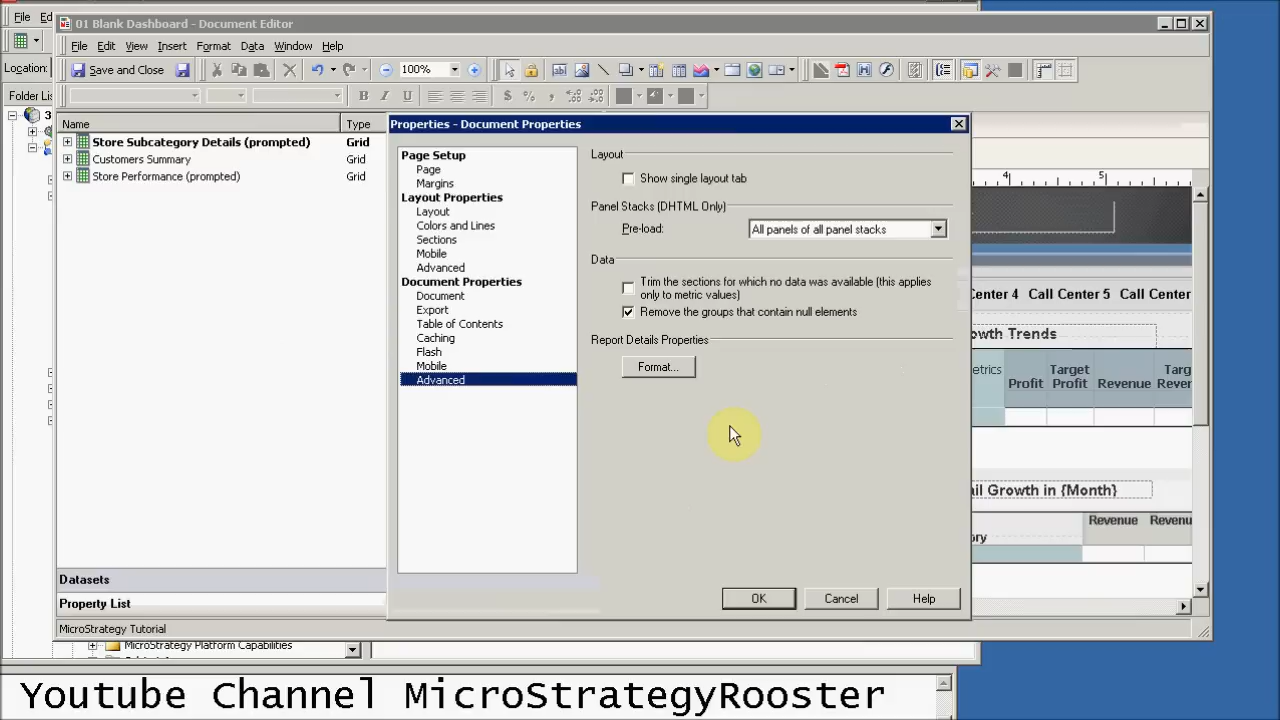 File Ed
01 Blank Dashboard - Document Editor
File Edit View Insert Format Data Window Help
Save and Close 100%
Location:
B I U $ % ,
Folder Lis
Name Type
Store Subcategory Details (prompted) Grid
Customers Summary Grid
Store Performance (prompted) Grid
Datasets
Property List
MicroStrategy Tutorial
MicroStrategy Platform Capabilities
Properties - Document Properties
Page Setup
Page
Margins
Layout Properties
Layout
Colors and Lines
Sections
Mobile
Advanced
Document Properties
Document
Export
Table of Contents
Caching
Flash
Mobile
Advanced
Layout
Show single layout tab
Panel Stacks (DHTML Only)
Pre-load: All panels of all panel stacks
Data
Trim the sections for which no data was available (this applies
only to metric values)
Remove the groups that contain null elements
Report Details Properties
Format...
OK Cancel Help
4 5
enter 4 Call Center 5 Call Center
owth Trends
etrics Profit Target Profit Revenue Targ Reven
ail Growth in {Month}
Revenue Revenu
ory
Youtube Channel MicroStrategyRooster